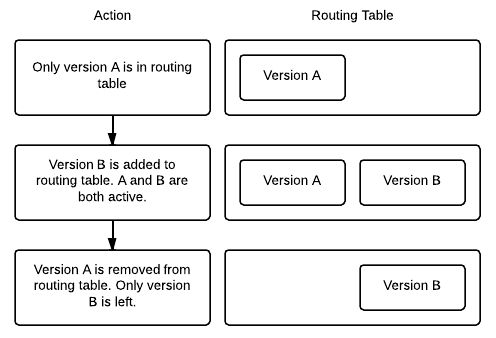 Action
Routing Table
Only version A is in routing
table
Version A
Version B is added to
routing table. A and B are
both active.
Version A
Version B
Version A is removed from
routing table. Only version
B is left.
Version B